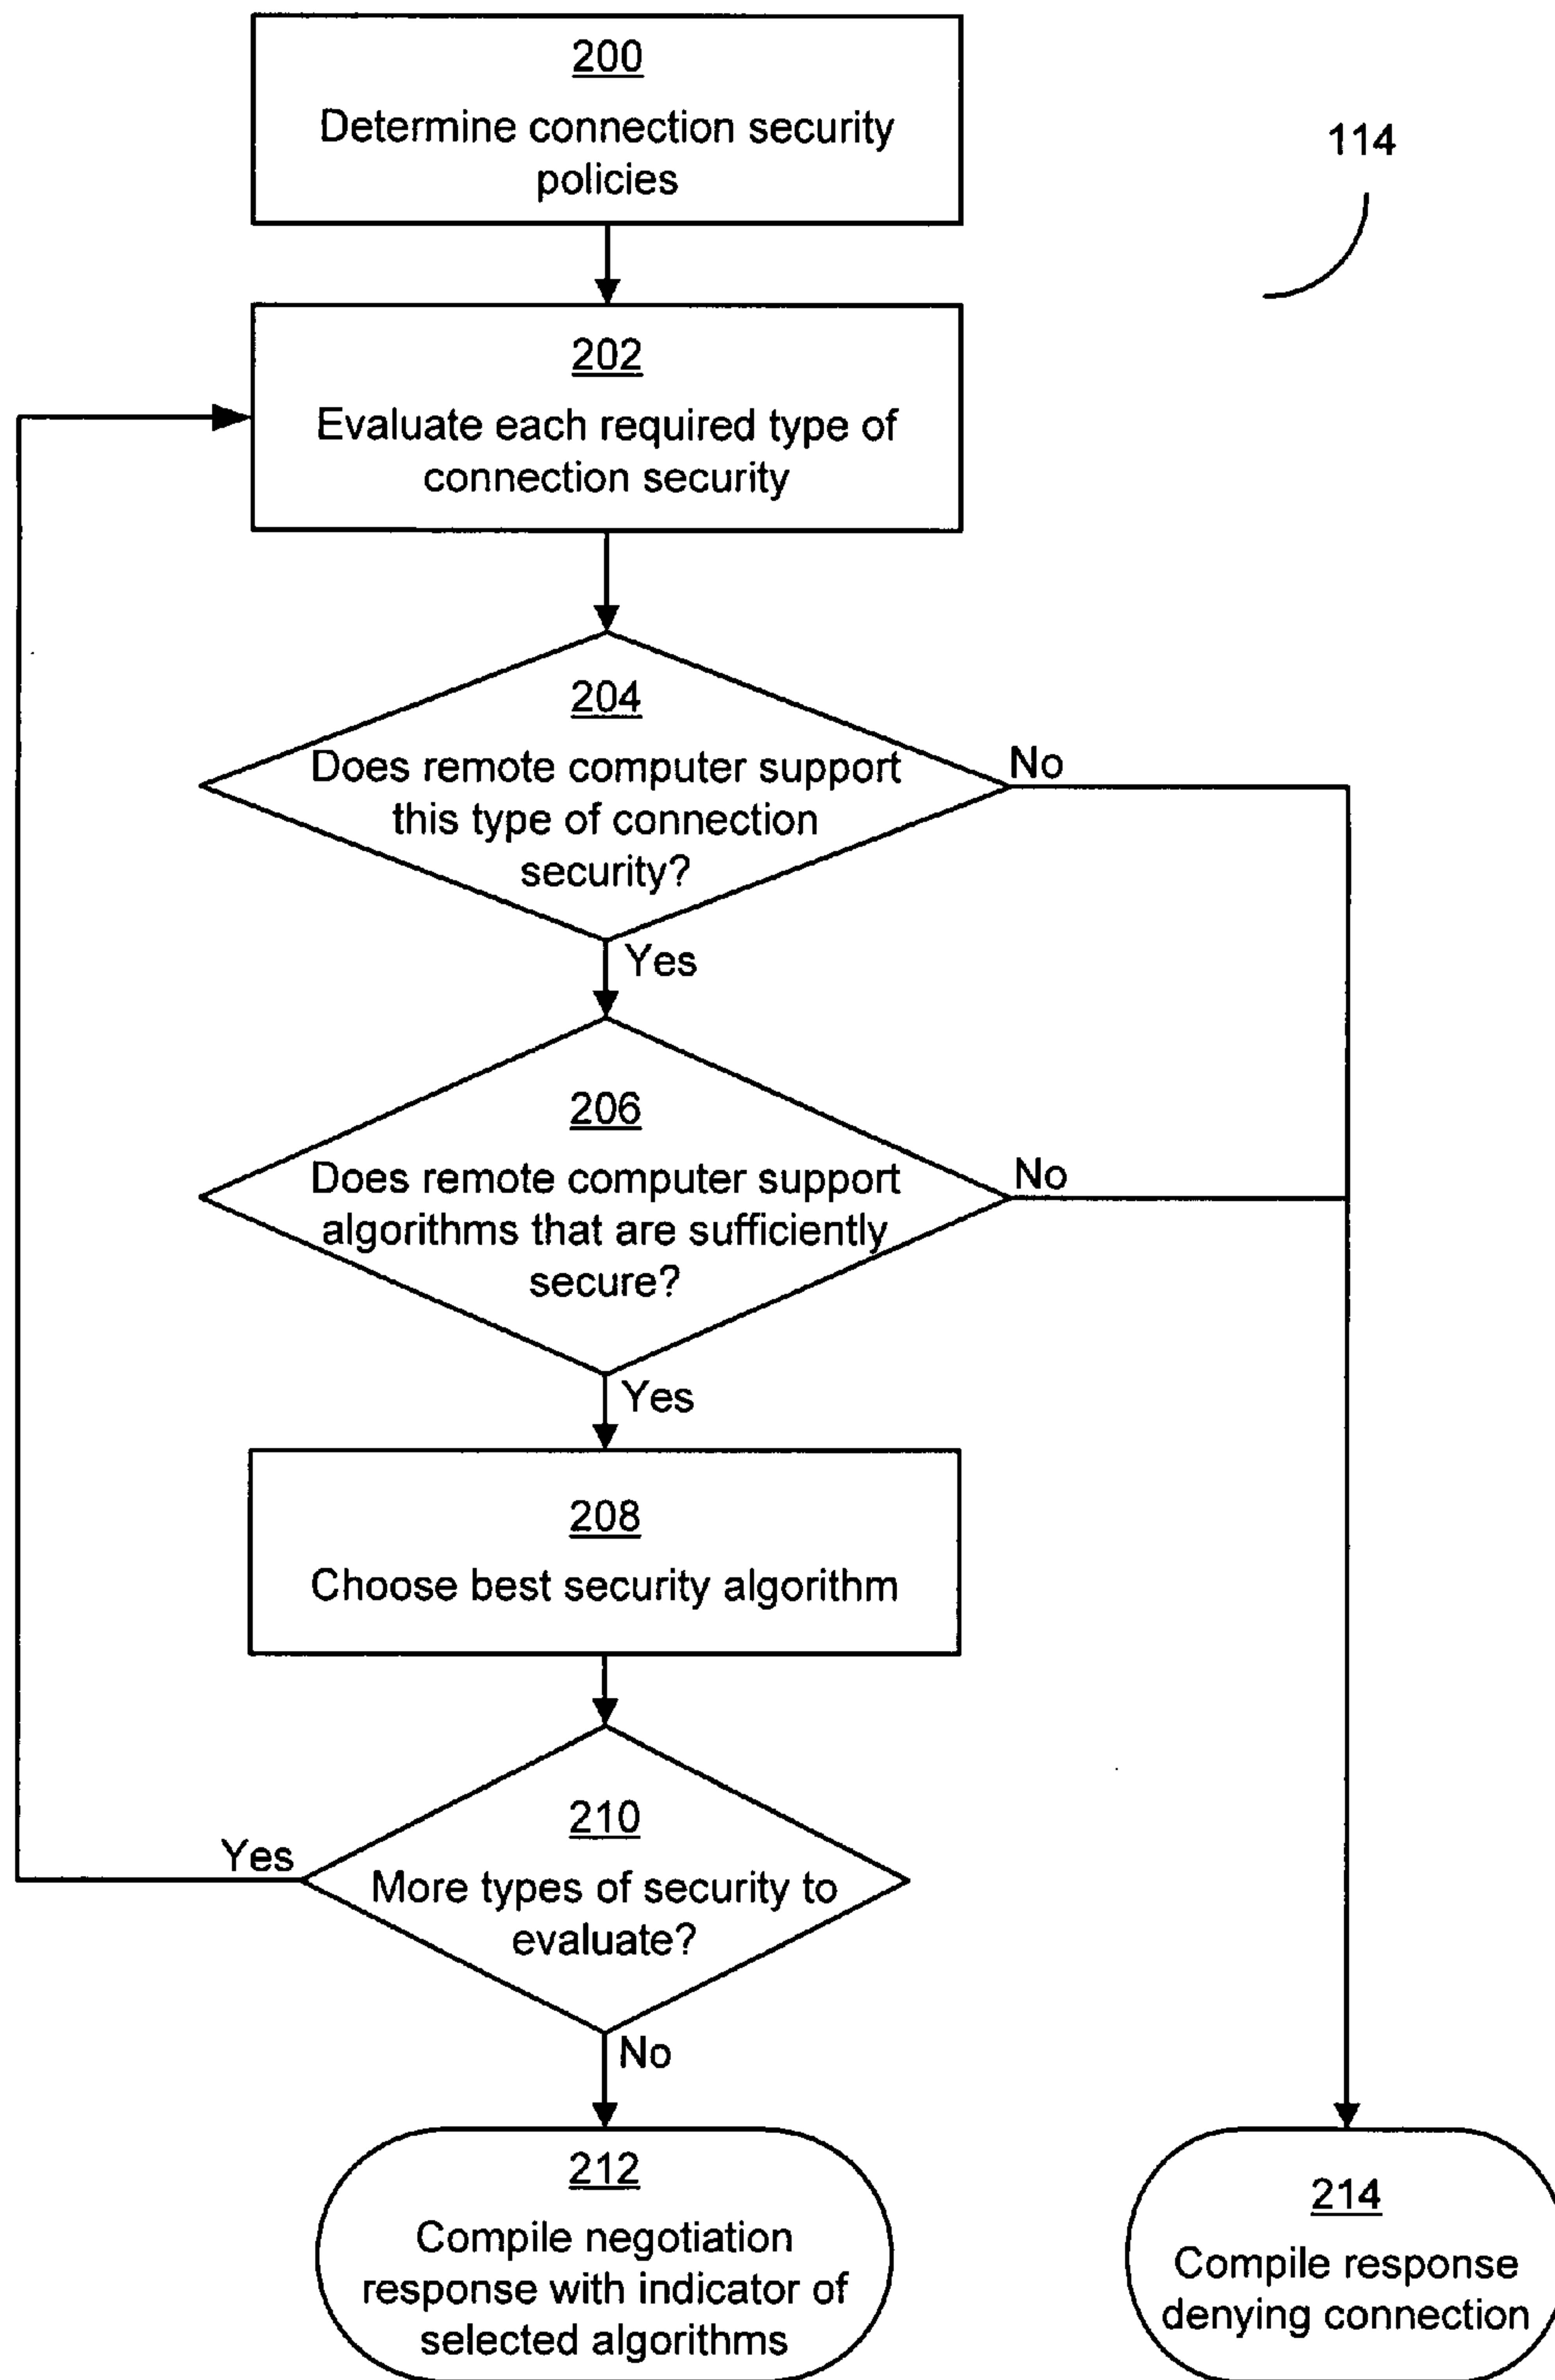 200
Determine connection security
policies
114
202
Evaluate each required type of
connection security
204
Does remote computer support
this type of connection
security?
No
Yes
206
Does remote computer support
algorithms that are sufficiently
secure?
No
Yes
208
Choose best security algorithm
210
More types of security to
evaluate?
Yes
No
212
Compile negotiation
response with indicator of
selected algorithms
214
Compile response
denying connection